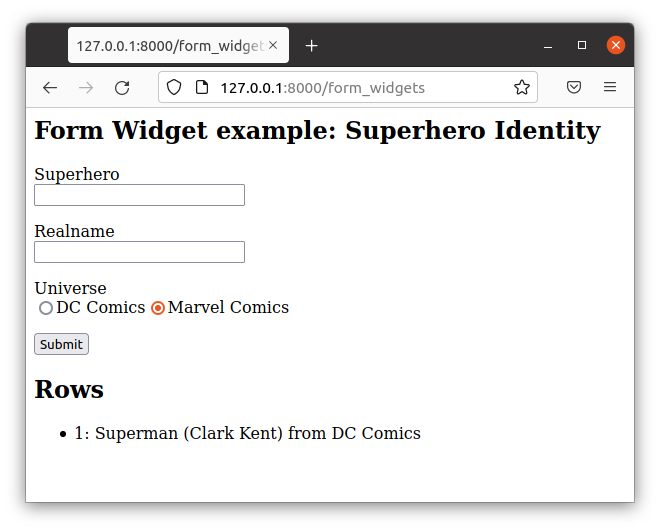 127.0.0.1:8000/form_widget
127.0.0.1:8000/form_widgets
Form Widget example: Superhero Identity
Superhero
Realname
Universe
DC Comics Marvel Comics
Submit
Rows
1: Superman (Clark Kent) from DC Comics